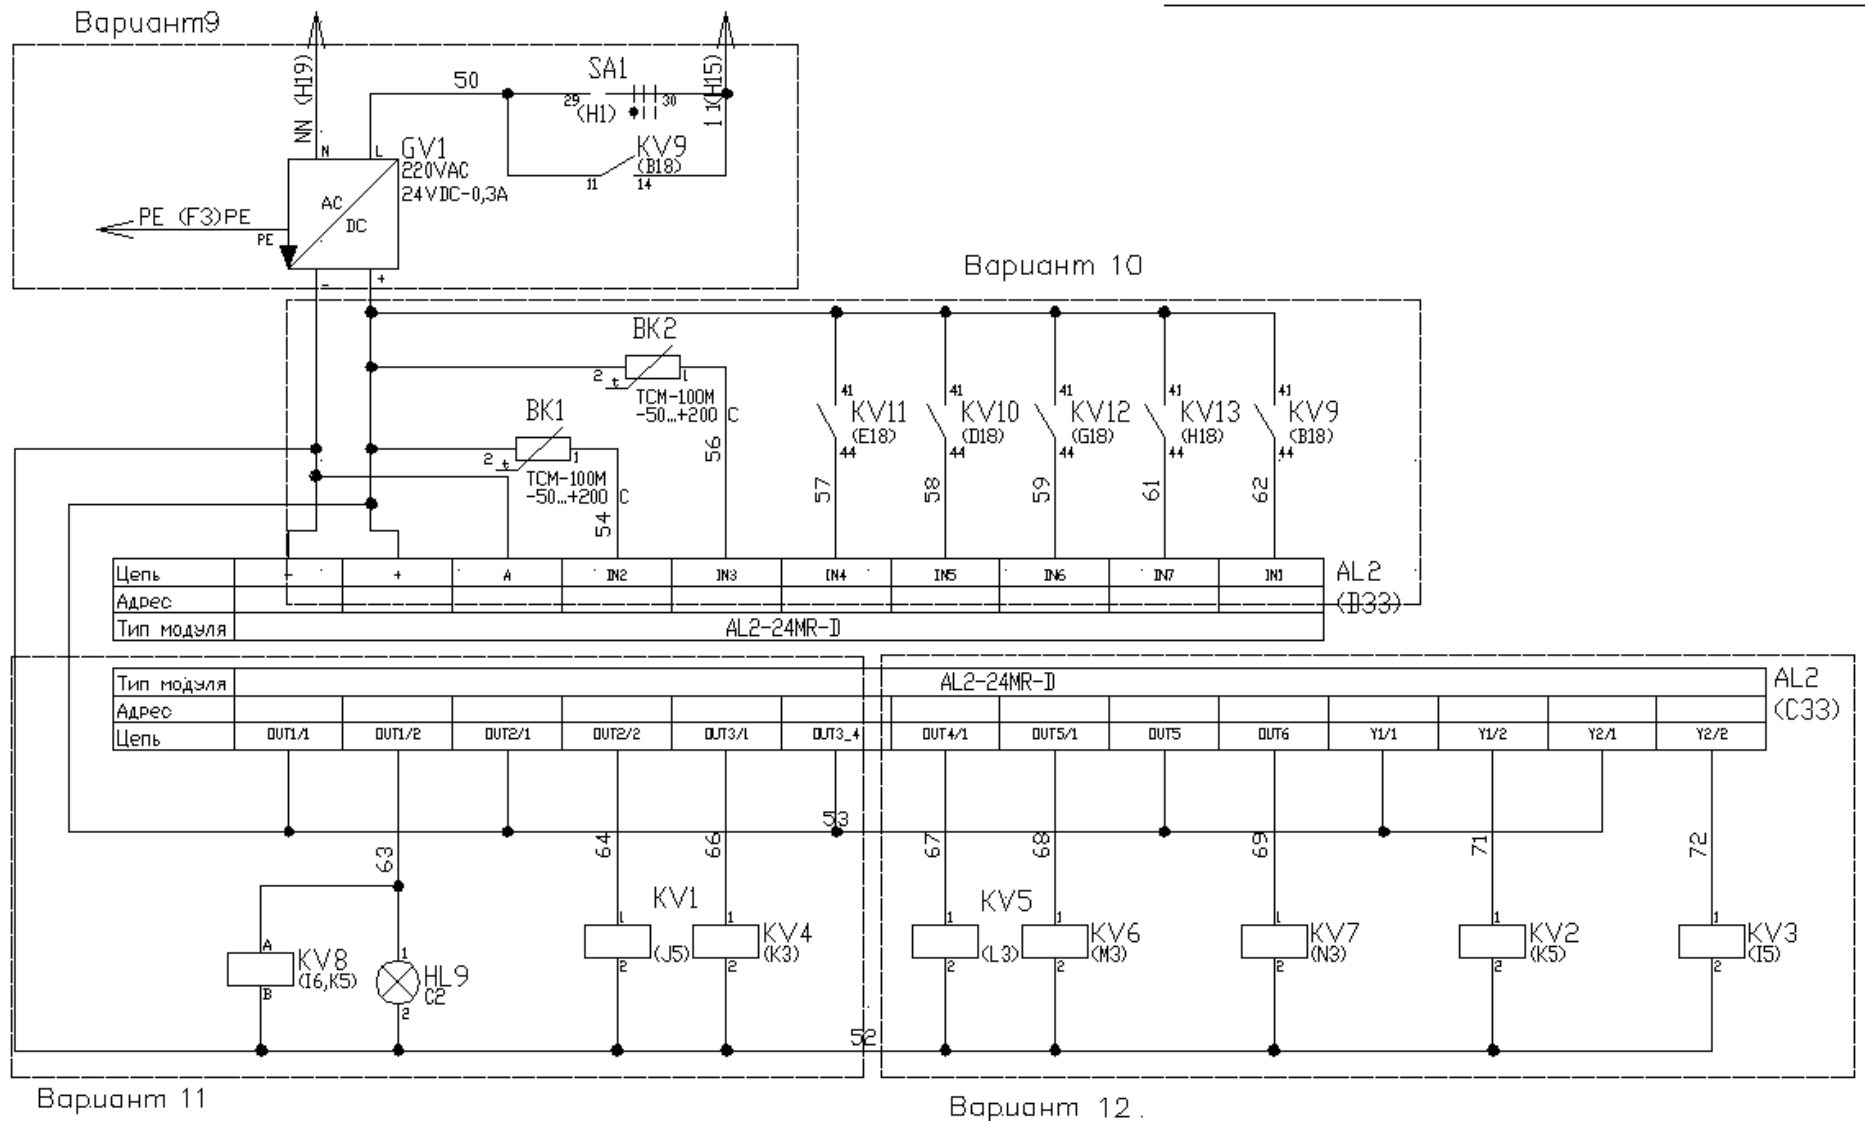 Вариант9
NN (H19)
50
SA1
29
30
(H1)
1 1(H15)
KV9
(B18)
11
14
N
L
GV1
220VAC
24VDC-0,3A
AC
DC
PE (F3)PE
PE
-
+
Вариант 10
BK2
2
t
1
TCM-100M
-50...+200 C
56
BK1
2
t
1
TCM-100M
-50...+200 C
54
41
KV11
(E18)
44
57
41
KV10
(D18)
44
58
41
KV12
(G18)
44
59
41
KV13
(H18)
44
61
41
KV9
(B18)
44
62
Цепь - + A IN2 IN3 IN4 IN5 IN6 IN7 IN1
Адрес
Тип модуля AL2-24MR-D
AL2
(D33)
Тип модуля AL2-24MR-D
Адрес
Цепь OUT1/1 OUT1/2 OUT2/1 OUT2/2 OUT3/1 OUT3_4 OUT4/1 OUT5/1 OUT5 OUT6 Y1/1 Y1/2 Y2/1 Y2/2
AL2
(C33)
53
63
64
66
67
68
69
71
72
A
KV8
(I6,K5)
B
1
HL9
C2
2
1
KV1
(J5)
2
1
KV4
(K3)
2
1
KV5
(L3)
2
1
KV6
(M3)
2
1
KV7
(N3)
2
1
KV2
(K5)
2
1
KV3
(I5)
2
52
Вариант 11
Вариант 12.